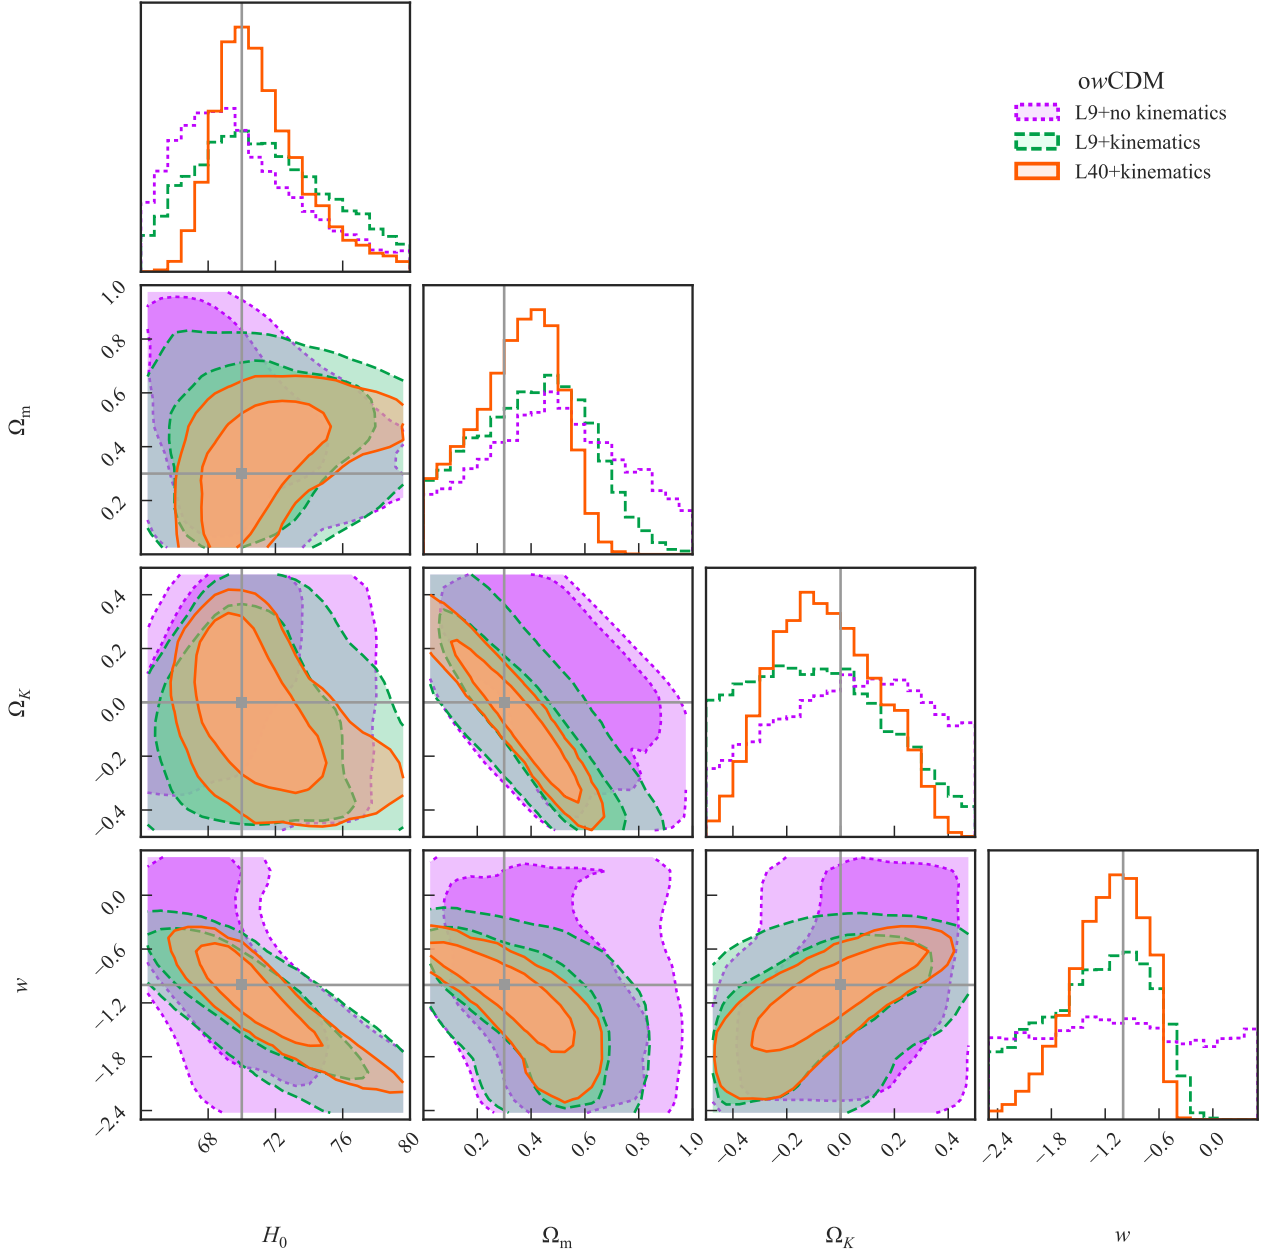 owCDM
L9+no kinematics
L9+kinematics
L40+kinematics
1.0
0.8
0.6
0.4
0.2
Ωm
0.4
0.2
0.0
−0.2
−0.4
ΩK
0.0
−0.6
−1.2
−1.8
−2.4
w
68 72 76 80
0.2 0.4 0.6 0.8 1.0
−0.4 −0.2 0.0 0.2 0.4
−2.4 −1.8 −1.2 −0.6 0.0
H0 Ωm ΩK w